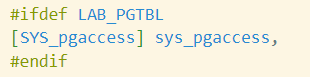 #ifdef LAB_PGTBL
[SYS_pgaccess] sys_pgaccess,
#endif